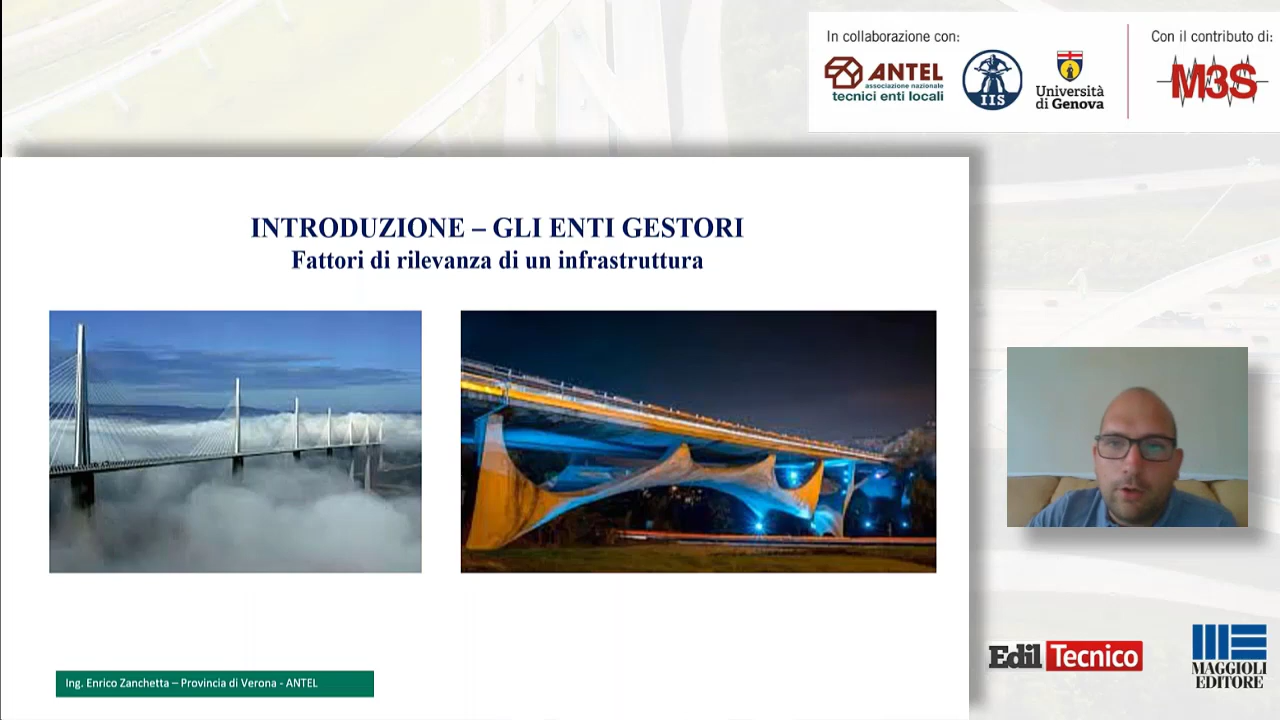 In collaborazione con:
Con il contributo di:
ANTEL
associazione nazionale
tecnici enti locali
IIS
Università
di Genova
M3S
INTRODUZIONE – GLI ENTI GESTORI
Fattori di rilevanza di un infrastruttura
Ing. Enrico Zanchetta – Provincia di Verona - ANTEL
Edil Tecnico
MAGGIOLI
EDITORE